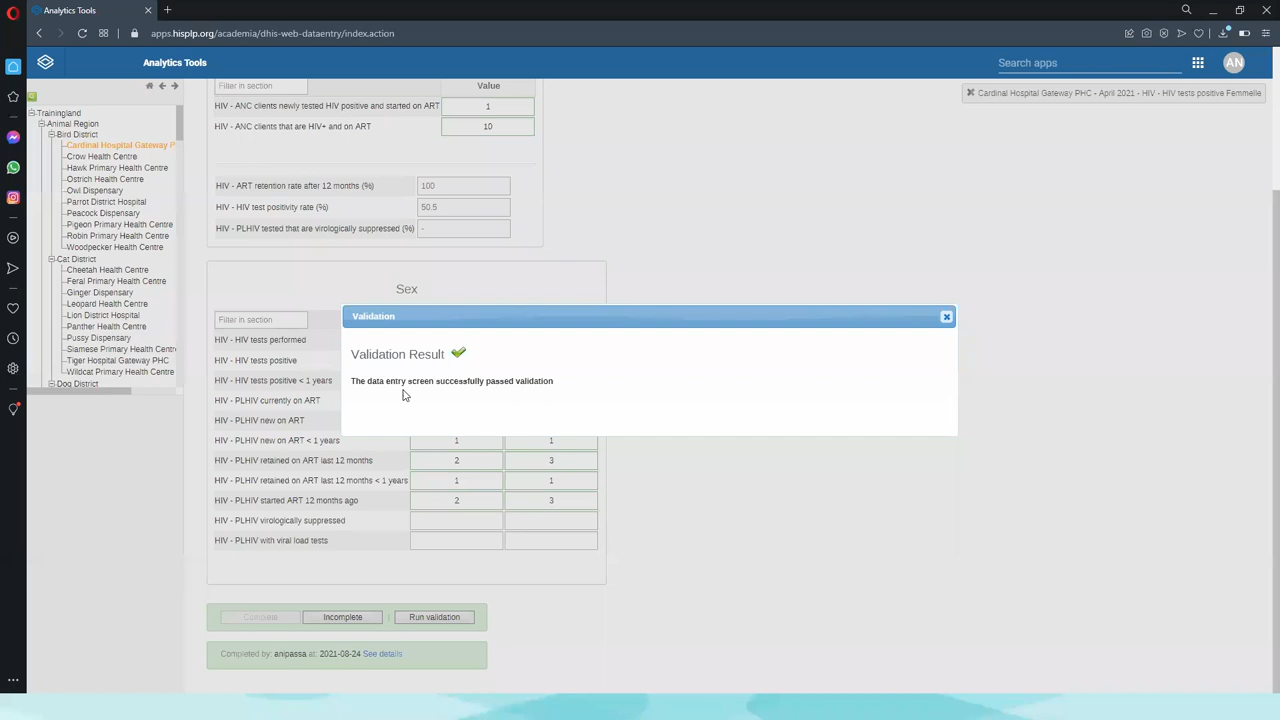 Analytics Tools
apps.hisplp.org/academia/dhis-web-dataentry/index.action
Analytics Tools
Search apps
AN
Trainingland
Animal Region
Bird District
Cardinal Hospital Gateway P
Crow Health Centre
Hawk Primary Health Centre
Ostrich Health Centre
Owl Dispensary
Parrot District Hospital
Peacock Dispensary
Pigeon Primary Health Centre
Robin Primary Health Centre
Woodpecker Health Centre
Cat District
Cheetah Health Centre
Feral Primary Health Centre
Ginger Dispensary
Leopard Health Centre
Lion District Hospital
Panther Health Centre
Pussy Dispensary
Siamese Primary Health Centre
Tiger Hospital Gateway PHC
Wildcat Primary Health Centre
Dog District
Filter in section
Value
HIV - ANC clients newly tested HIV positive and started on ART 1
HIV - ANC clients that are HIV+ and on ART 10
HIV - ART retention rate after 12 months (%) 100
HIV - HIV test positivity rate (%) 50.5
HIV - PLHIV tested that are virologically suppressed (%) -
Cardinal Hospital Gateway PHC - April 2021 - HIV - HIV tests positive Femmelle
Sex
Filter in section
HIV - HIV tests performed
HIV - HIV tests positive
HIV - HIV tests positive < 1 years
HIV - PLHIV currently on ART
HIV - PLHIV new on ART
HIV - PLHIV new on ART < 1 years 1 1
HIV - PLHIV retained on ART last 12 months 2 3
HIV - PLHIV retained on ART last 12 months < 1 years 1 1
HIV - PLHIV started ART 12 months ago 2 3
HIV - PLHIV virologically suppressed
HIV - PLHIV with viral load tests
Validation
Validation Result
The data entry screen successfully passed validation
Complete Incomplete | Run validation
Completed by: anipassa at: 2021-08-24 See details